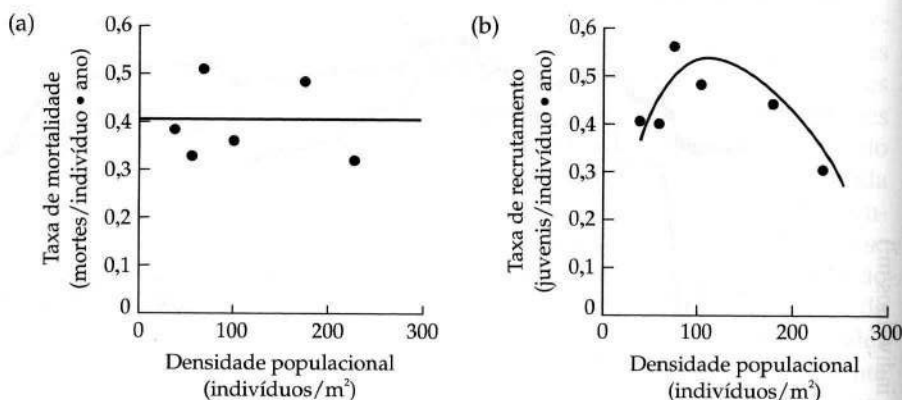 (a)
Taxa de mortalidade
(mortes/indivíduo • ano)
0,6
0,5
0,4
0,3
0,2
0,1
0
0
100
200
300
Densidade populacional
(indivíduos/m²)
(b)
Taxa de recrutamento
(juvenis/indivíduo • ano)
0,6
0,5
0,4
0,3
0,2
0,1
0
0
100
200
300
Densidade populacional
(indivíduos/m²)